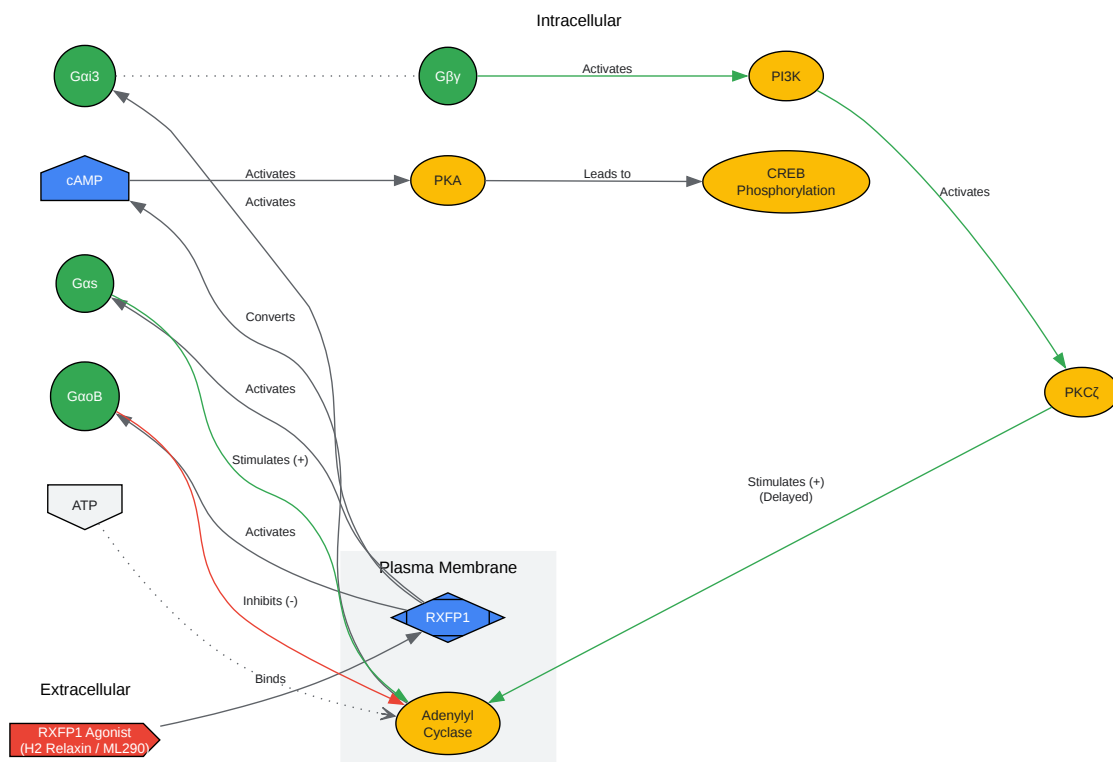 Intracellular
Gαi3
Gβγ
Activates
PI3K
cAMP
Activates
PKA
Leads to
CREB
Phosphorylation
Activates
Activates
Gαs
Converts
GαoB
Activates
PKCζ
Stimulates (+)
Stimulates (+)
(Delayed)
ATP
Activates
Plasma Membrane
Inhibits (-)
RXFP1
Binds
Extracellular
Adenylyl
Cyclase
RXFP1 Agonist
(H2 Relaxin / ML290)